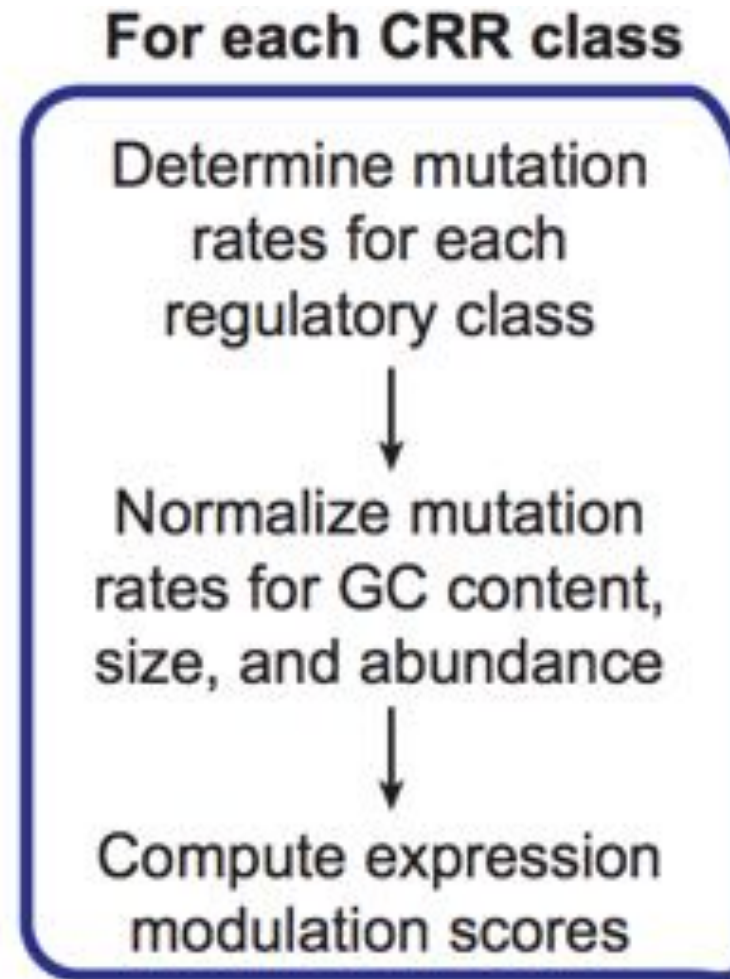 For each CRR class
Determine mutation
rates for each
regulatory class
Normalize mutation
rates for GC content,
size, and abundance
Compute expression
modulation scores